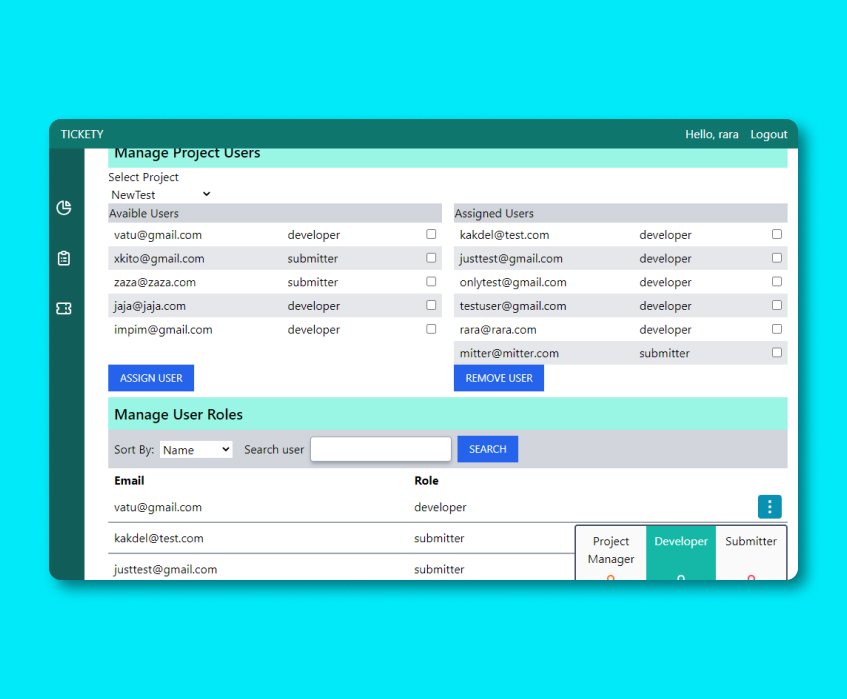 TICKETY Hello, rara Logout
Manage Project Users
Select Project
NewTest
Avaible Users
vatu@gmail.com developer
xkito@gmail.com submitter
zaza@zaza.com submitter
jaja@jaja.com developer
impim@gmail.com developer
ASSIGN USER
Assigned Users
kakdel@test.com developer
justtest@gmail.com developer
onlytest@gmail.com developer
testuser@gmail.com developer
rara@rara.com developer
mitter@mitter.com submitter
REMOVE USER
Manage User Roles
Sort By: Name Search user SEARCH
Email Role
vatu@gmail.com developer
kakdel@test.com submitter
justtest@gmail.com submitter
Project
Manager
Developer
Submitter